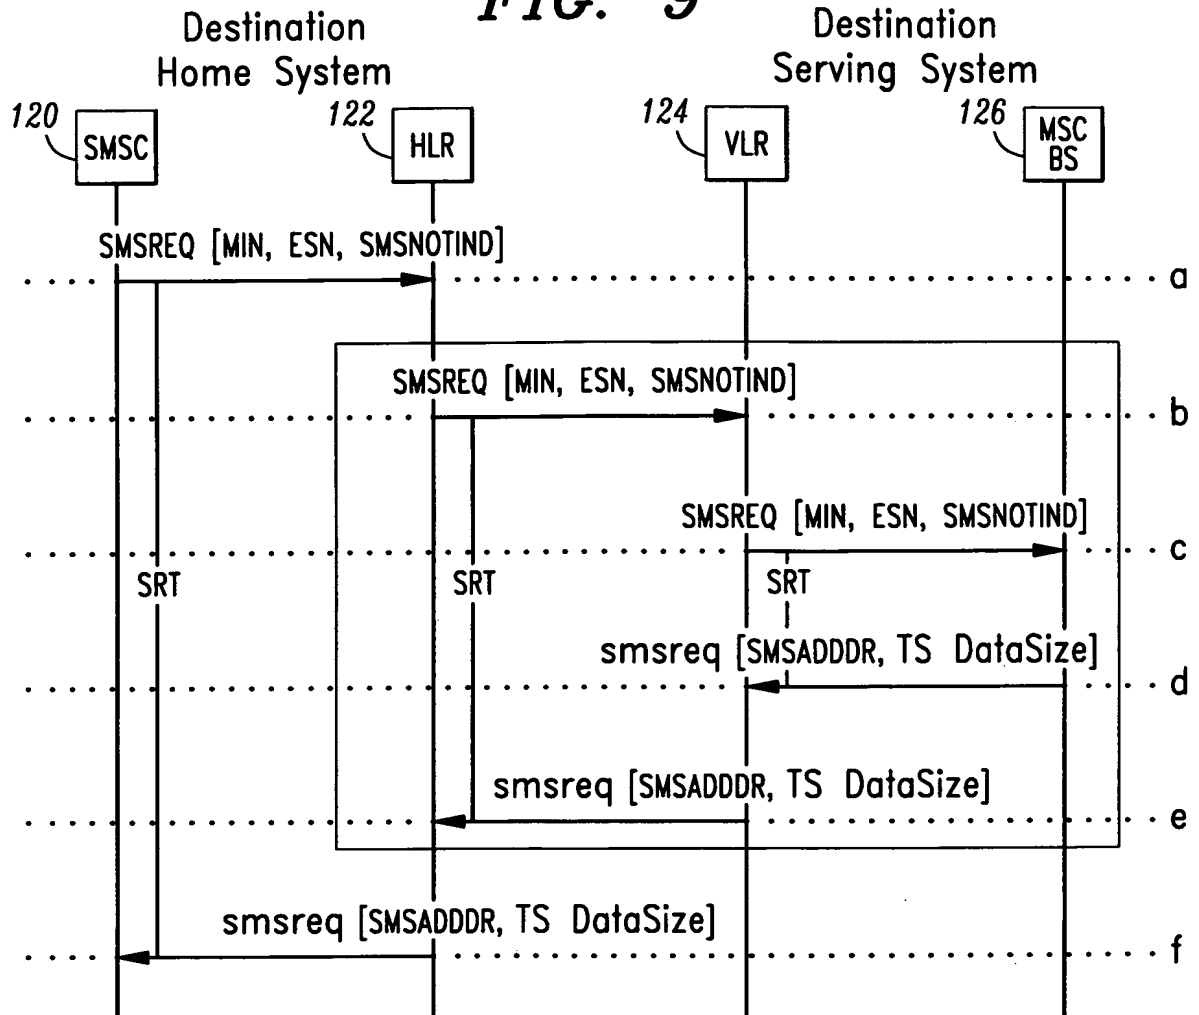 FIG. 9
Destination
Home System
Destination
Serving System
120
SMSC
122
HLR
124
VLR
126
MSC
BS
SMSREQ [MIN, ESN, SMSNOTIND]
a
SMSREQ [MIN, ESN, SMSNOTIND]
b
SMSREQ [MIN, ESN, SMSNOTIND]
c
SRT
SRT
SRT
smsreq [SMSADDDR, TS DataSize]
d
smsreq [SMSADDDR, TS DataSize]
e
smsreq [SMSADDDR, TS DataSize]
f